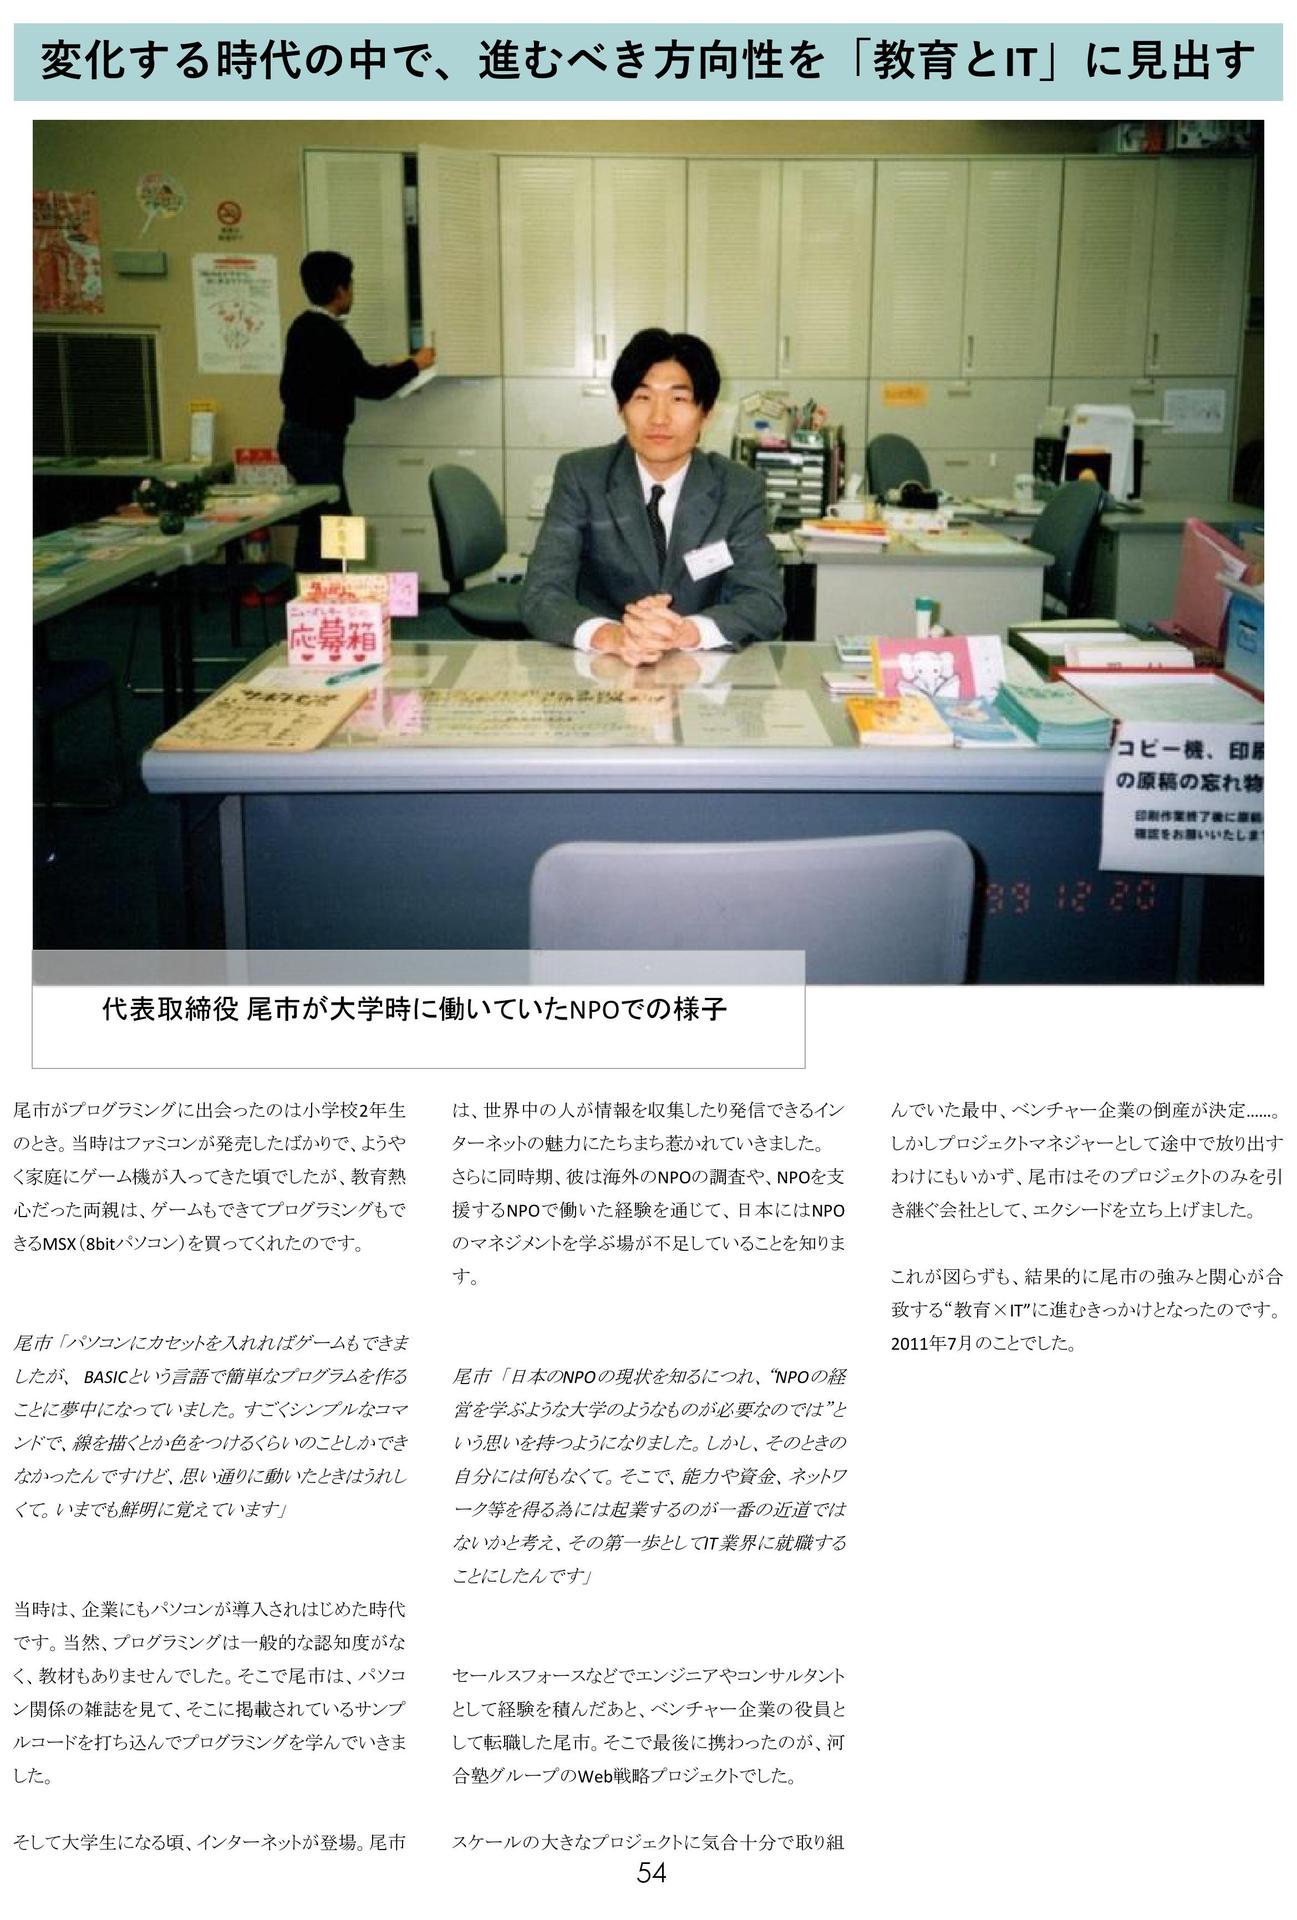 変化する時代の中で、進むべき方向性を「教育とIT」に見出す
応募箱
コピー機、印刷
の原稿の忘れ物
印刷作業終了後に原稿
確認をお願いいたしま
99 12 20
代表取締役 尾市が大学時に働いていたNPOでの様子
尾市がプログラミングに出会ったのは小学校2年生
のとき。当時はファミコンが発売したばかりで、ようや
く家庭にゲーム機が入ってきた頃でしたが、教育熱
心だった両親は、ゲームもできてプログラミングもで
きるMSX（8bitパソコン）を買ってくれたのです。
尾市「パソコンにカセットを入れればゲームもできま
したが、BASICという言語で簡単なプログラムを作る
ことに夢中になっていました。すごくシンプルなコマ
ンドで、線を描くとか色をつけるくらいのことしかでき
なかったんですけど、思い通りに動いたときはうれし
くて。いまでも鮮明に覚えています」
当時は、企業にもパソコンが導入されはじめた時代
です。当然、プログラミングは一般的な認知度がな
く、教材もありませんでした。そこで尾市は、パソコ
ン関係の雑誌を見て、そこに掲載されているサンプ
ルコードを打ち込んでプログラミングを学んでいきま
した。
そして大学生になる頃、インターネットが登場。尾市
は、世界中の人が情報を収集したり発信できるイン
ターネットの魅力にたちまち惹かれていきました。
さらに同時期、彼は海外のNPOの調査や、NPOを支
援するNPOで働いた経験を通じて、日本にはNPO
のマネジメントを学ぶ場が不足していることを知りま
す。
尾市「日本のNPOの現状を知るにつれ、“NPOの経
営を学ぶような大学のようなものが必要なのでは”と
いう思いを持つようになりました。しかし、そのときの
自分には何もなくて。そこで、能力や資金、ネットワ
ーク等を得る為には起業するのが一番の近道では
ないかと考え、その第一歩としてIT業界に就職する
ことにしたんです」
セールスフォースなどでエンジニアやコンサルタント
として経験を積んだあと、ベンチャー企業の役員と
して転職した尾市。そこで最後に携わったのが、河
合塾グループのWeb戦略プロジェクトでした。
スケールの大きなプロジェクトに気合十分で取り組
んでいた最中、ベンチャー企業の倒産が決定......。
しかしプロジェクトマネジャーとして途中で放り出す
わけにもいかず、尾市はそのプロジェクトのみを引
き継ぐ会社として、エクシードを立ち上げました。
これが図らずも、結果的に尾市の強みと関心が合
致する“教育×IT”に進むきっかけとなったのです。
2011年7月のことでした。
54